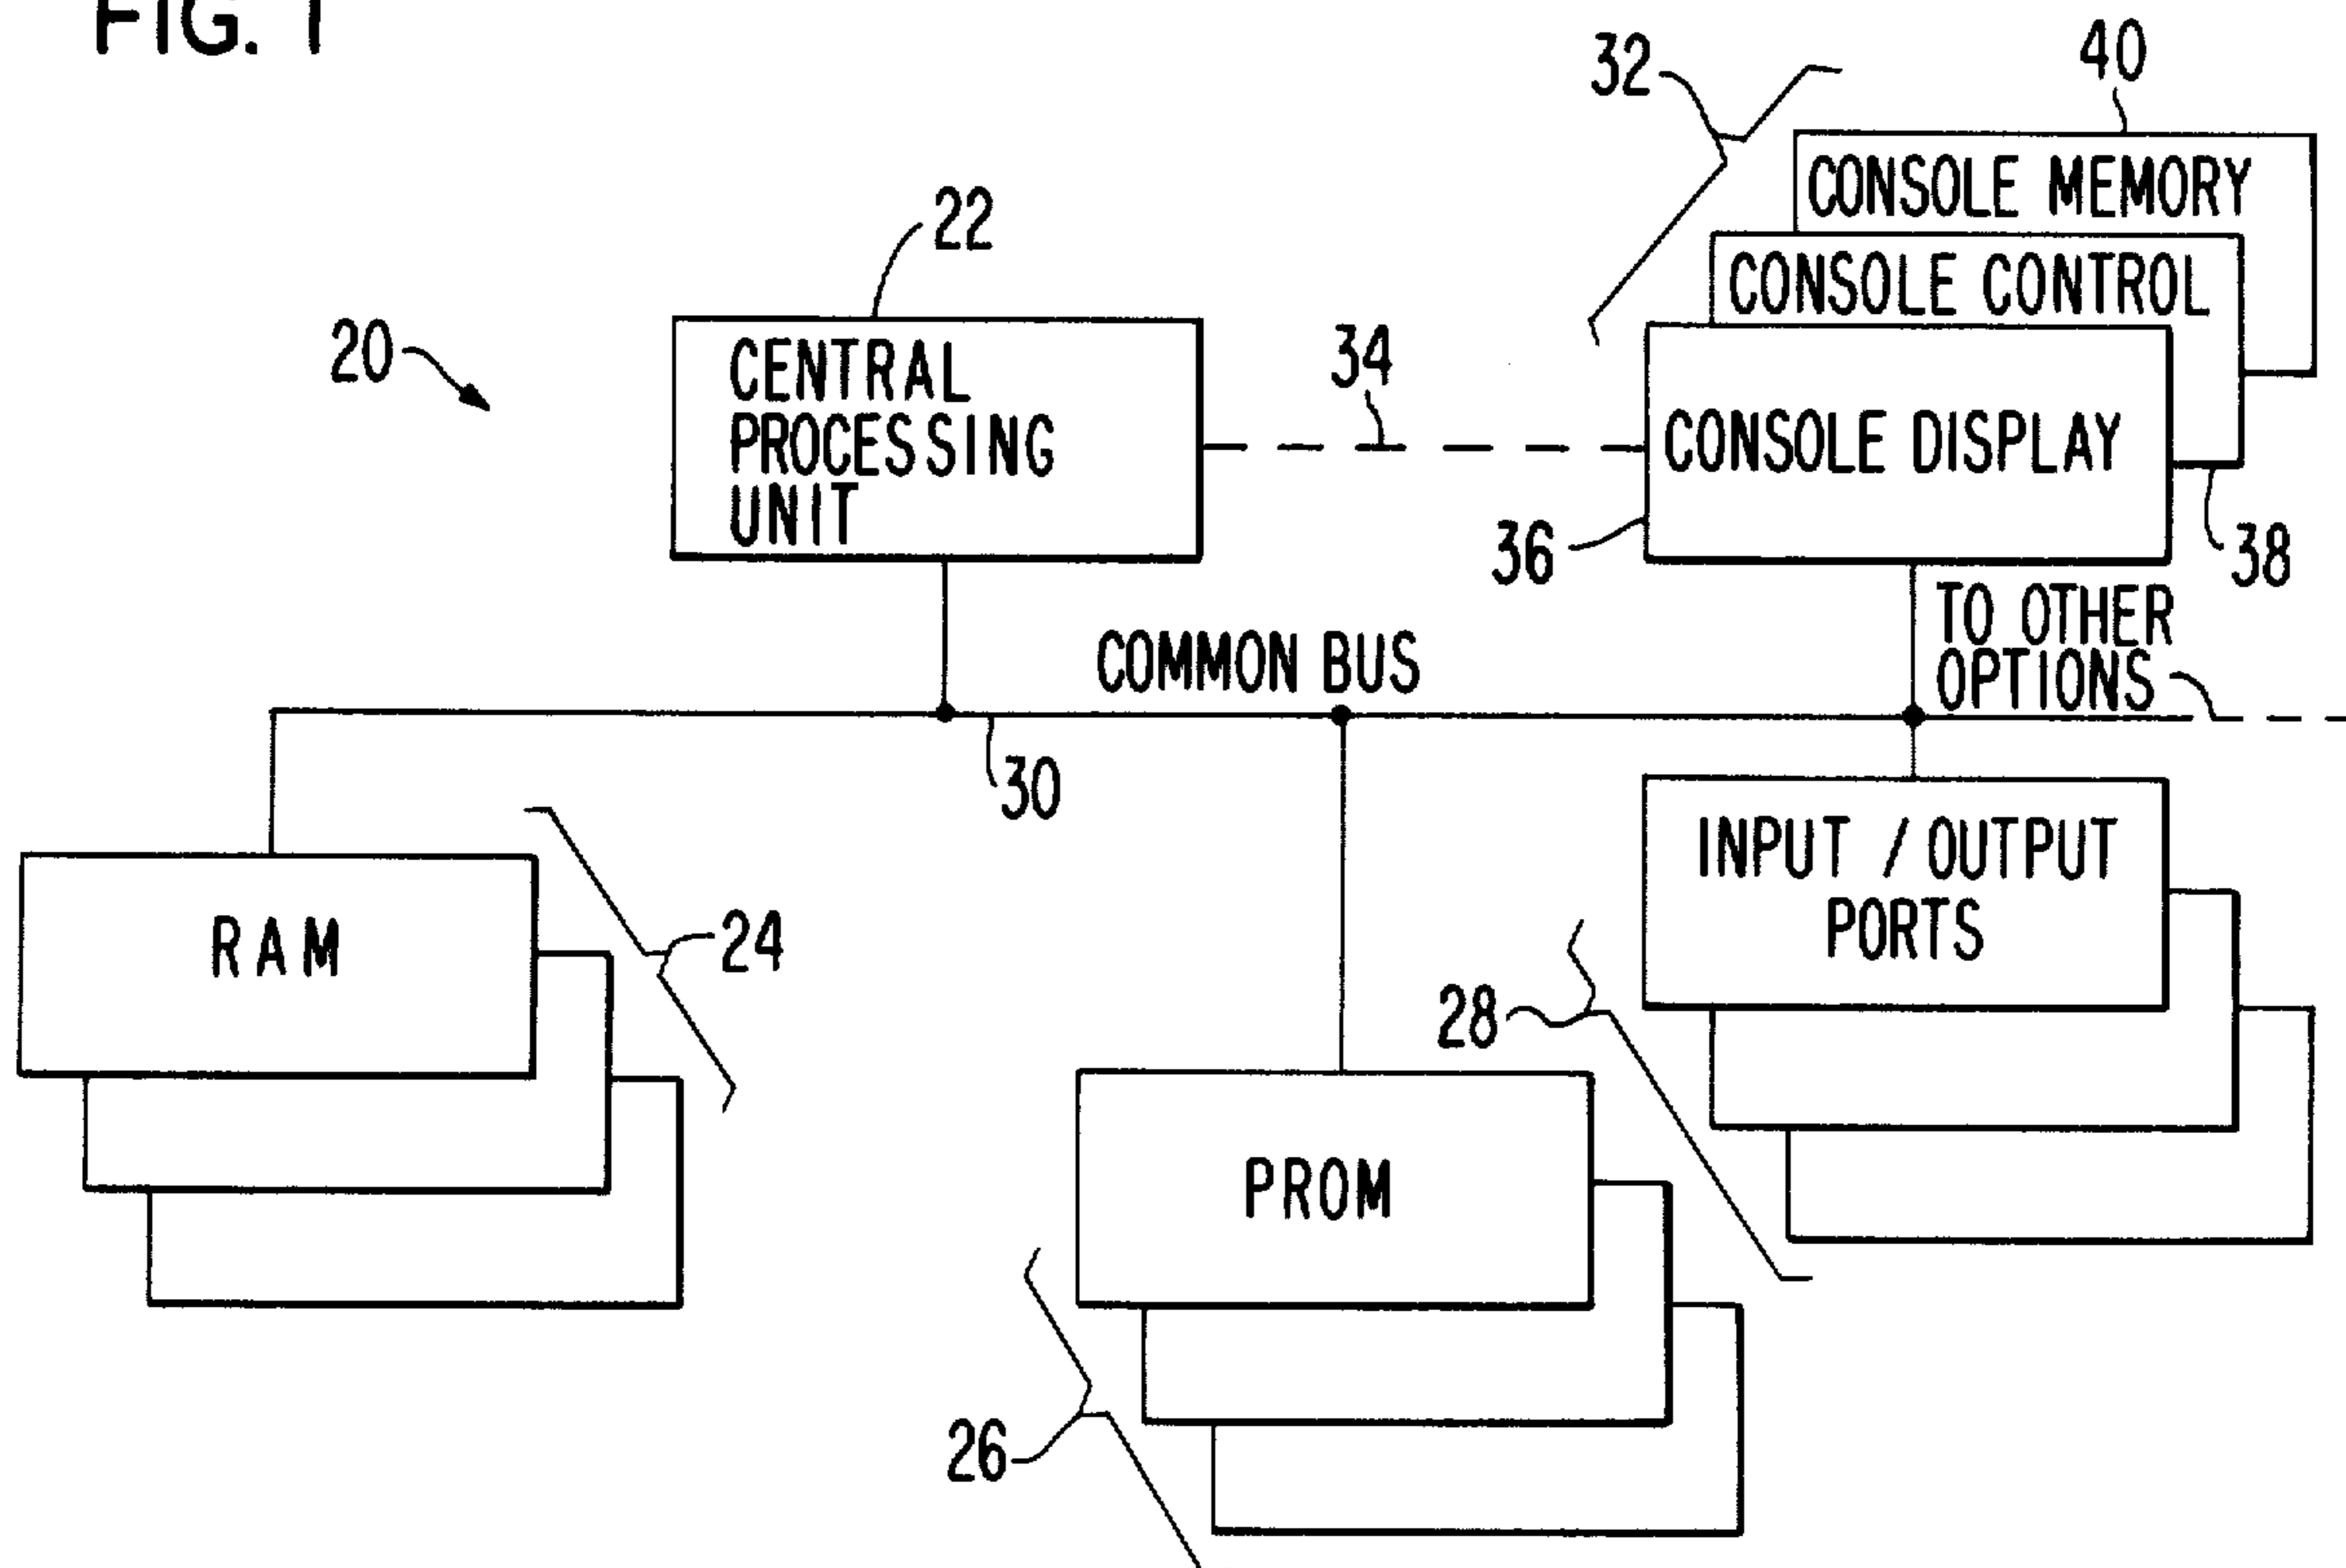 FIG. 1
32
40
CONSOLE MEMORY
22
CONSOLE CONTROL
20
34
CENTRAL
PROCESSING
UNIT
CONSOLE DISPLAY
36
38
TO OTHER
OPTIONS
COMMON BUS
30
INPUT / OUTPUT
PORTS
RAM
24
28
PROM
26